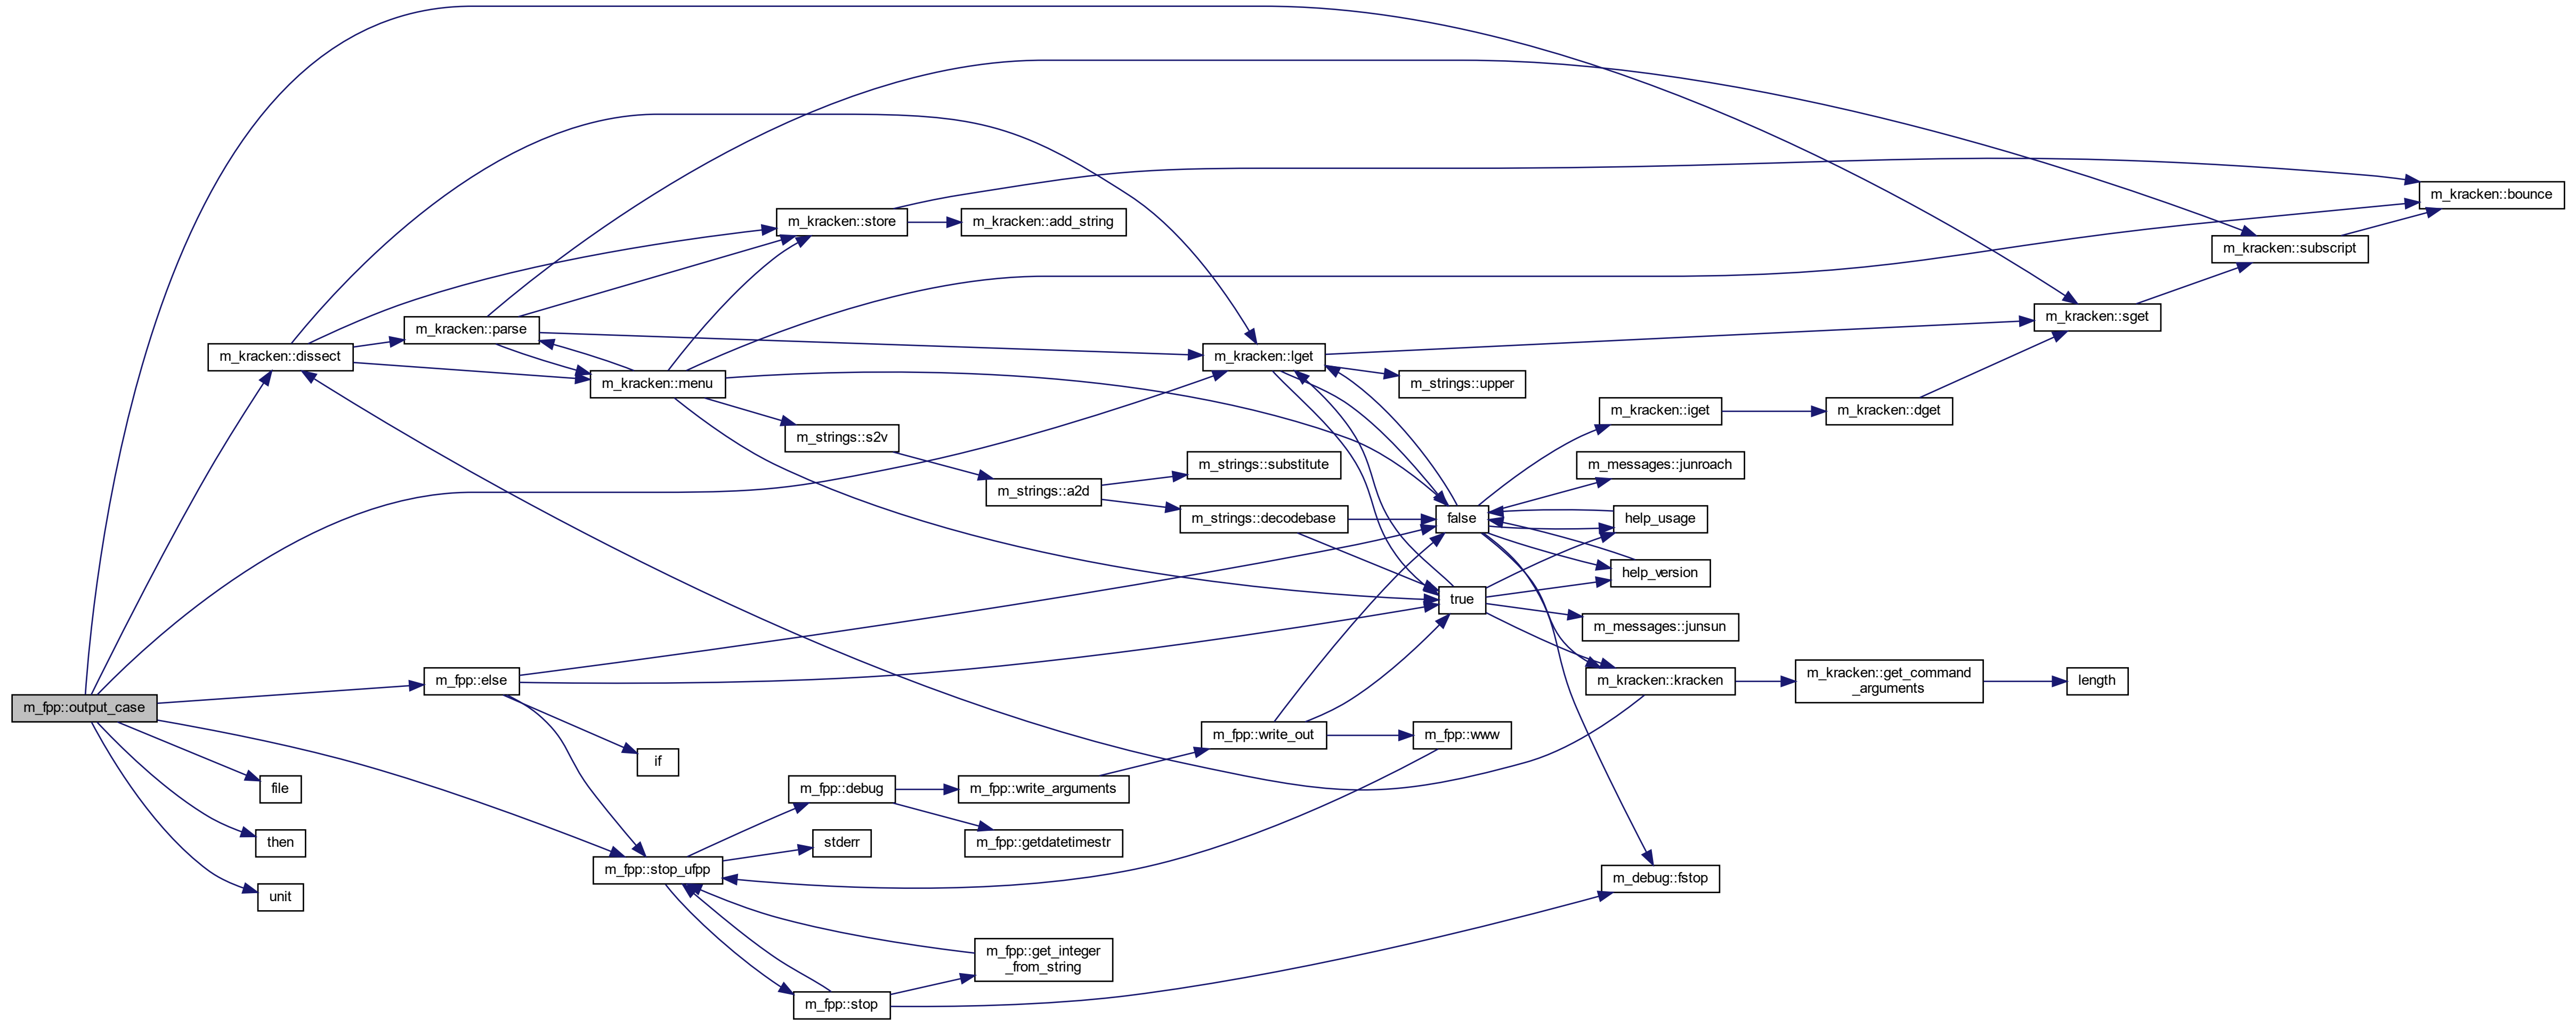 m_kracken::bounce
m_kracken::store
m_kracken::add_string
m_kracken::subscript
m_kracken::sget
m_kracken::parse
m_kracken::dissect
m_kracken::lget
m_kracken::menu
m_strings::upper
m_kracken::iget
m_kracken::dget
m_strings::s2v
m_strings::substitute
m_messages::junroach
m_strings::a2d
m_strings::decodebase
false
help_usage
help_version
true
m_messages::junsun
m_fpp::else
m_kracken::kracken
m_kracken::get_command
_arguments
length
m_fpp::output_case
m_fpp::write_out
m_fpp::www
if
file
m_fpp::debug
m_fpp::write_arguments
then
stderr
m_fpp::getdatetimestr
m_fpp::stop_ufpp
m_debug::fstop
unit
m_fpp::get_integer
_from_string
m_fpp::stop